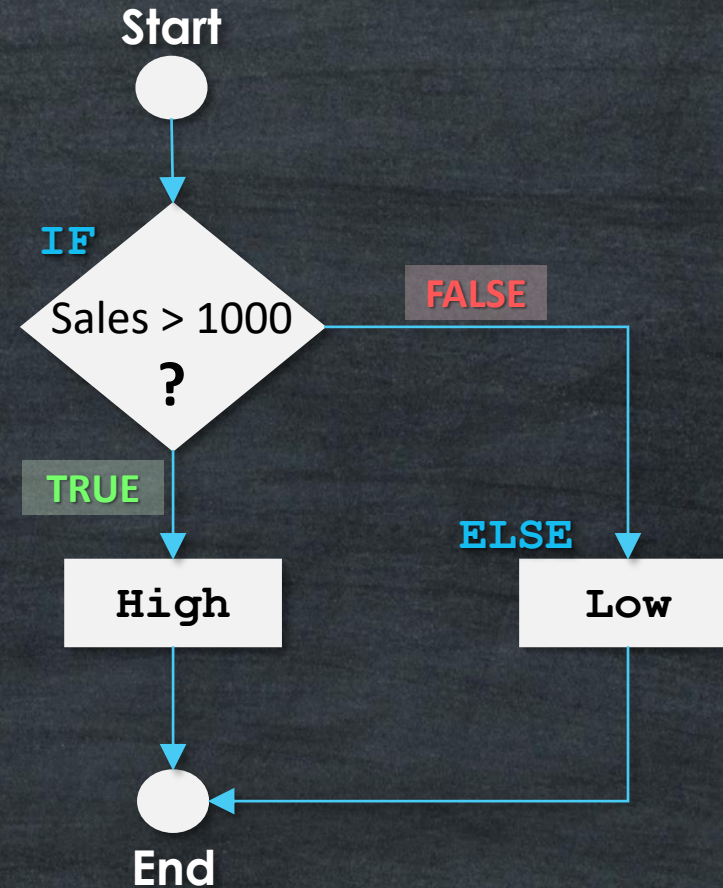 Start
IF
Sales > 1000
?
FALSE
TRUE
ELSE
High
Low
End